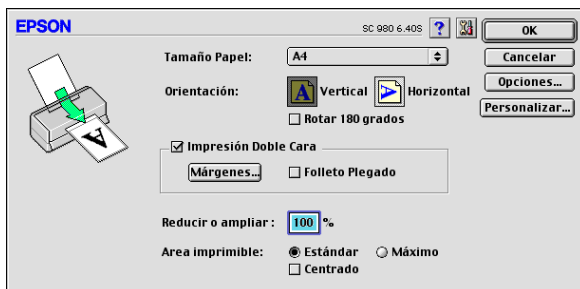 EPSON
SC 980 6.40S ? OK
Tamaño Papel: A4 Cancelar
Orientación: A Vertical A Horizontal Opciones...
Rotar 180 grados Personalizar...
Impresión Doble Cara
Márgenes... Folleto Plegado
Reducir o ampliar : 100 %
Area imprimible: Estándar Máximo
Centrado